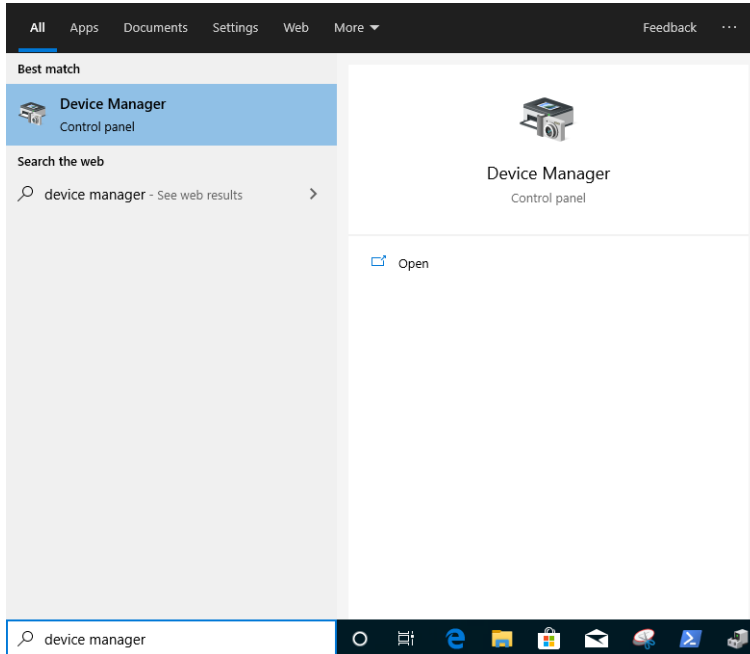 All Apps Documents Settings Web More Feedback ...
Best match
Device Manager
Control panel
Search the web
device manager - See web results
Device Manager
Control panel
Open
device manager